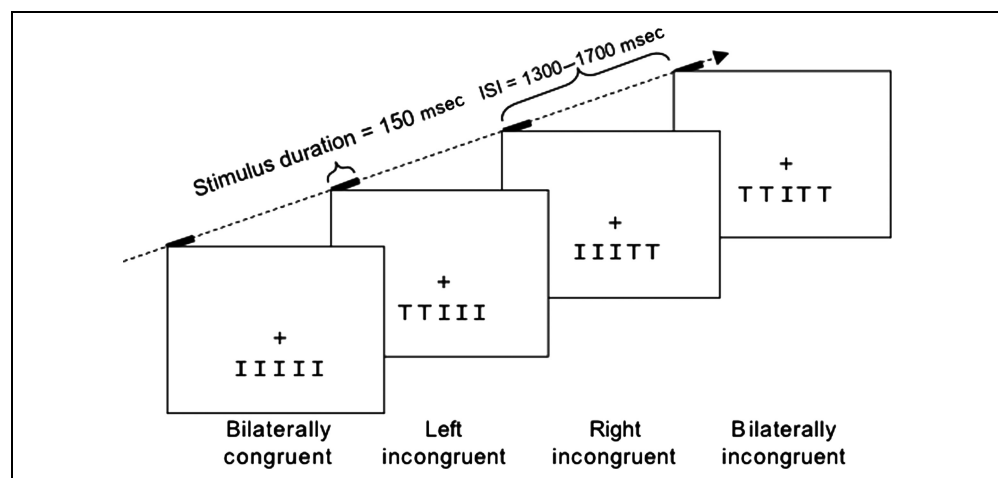 Stimulus duration = 150 msec
ISI = 1300–1700 msec
+
IIIII
+
TTIII
+
IIITT
+
TTITT
Bilaterally
congruent
Left
incongruent
Right
incongruent
Bilaterally
incongruent